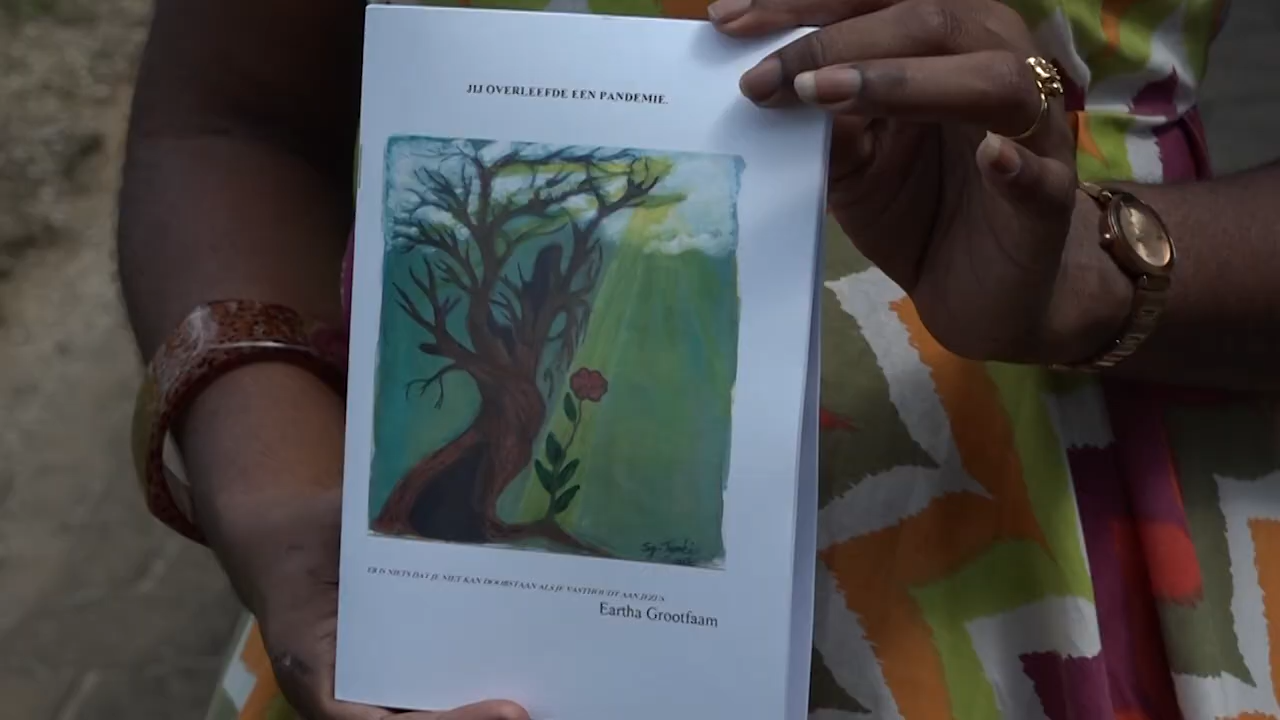 JIJ OVERLEEFDE EEN PANDEMIE.
ER IS NIETS DAT JE NIET KAN DOORSTAAN ALS JE VASTHOUDT AAN JEZUS
Eartha Grootfaam